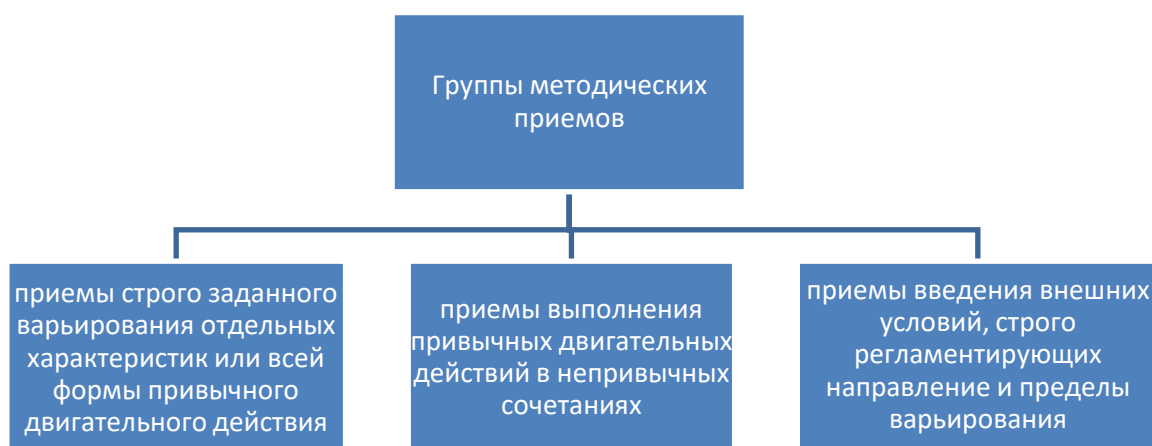 Группы методических
приемов
приемы строго заданного
варьирования отдельных
характеристик или всей
формы привычного
двигательного действия
приемы выполнения
привычных двигательных
действий в непривычных
сочетаниях
приемы введения внешних
условий, строго
регламентирующих
направление и пределы
варьирования